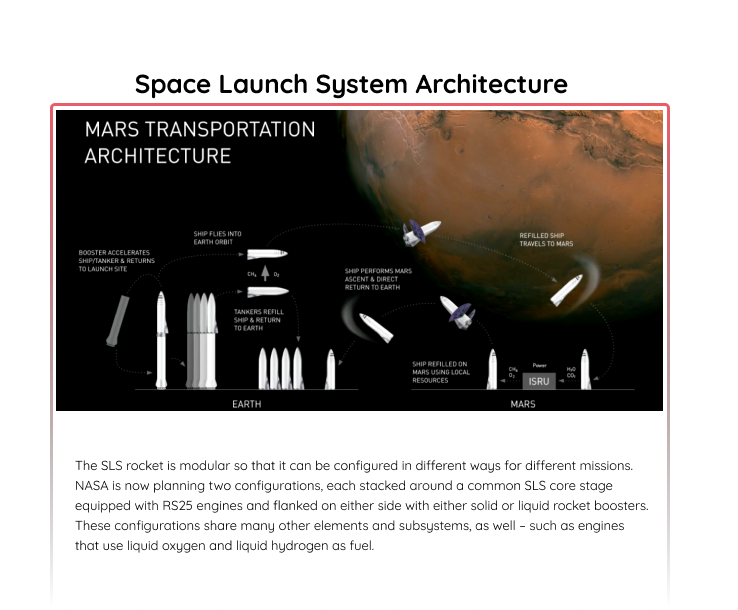 Space Launch System Architecture
MARS TRANSPORTATION
ARCHITECTURE
SHIP FLIES INTO
EARTH ORBIT
BOOSTER ACCELERATES
SHIP/TANKER & RETURNS
TO LAUNCH SITE
REFILLED SHIP
TRAVELS TO MARS
CH₄ O₂
SHIP PERFORMS MARS
ASCENT & DIRECT
RETURN TO EARTH
TANKERS REFILL
SHIP & RETURN
TO EARTH
SHIP REFILLED ON
MARS USING LOCAL
RESOURCES
CH₄
O₂
Power
ISRU
H₂O
CO₂
EARTH
MARS
The SLS rocket is modular so that it can be configured in different ways for different missions.
NASA is now planning two configurations, each stacked around a common SLS core stage
equipped with RS25 engines and flanked on either side with either solid or liquid rocket boosters.
These configurations share many other elements and subsystems, as well – such as engines
that use liquid oxygen and liquid hydrogen as fuel.